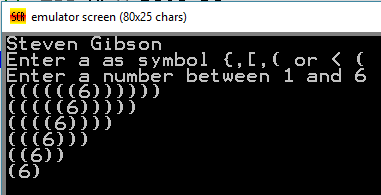 emulator screen (80x25 chars)
Steven Gibson
Enter a as symbol {,[,( or < (
Enter a number between 1 and 6
((((((6))))))
(((((6)))))
((((6))))
(((6)))
((6))
(6)